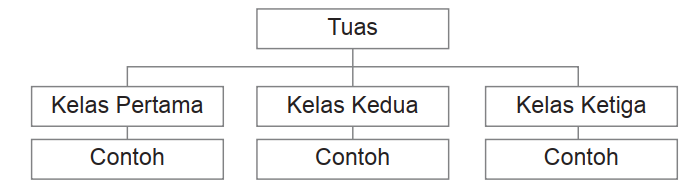 Tuas
Kelas Pertama
Kelas Kedua
Kelas Ketiga
Contoh
Contoh
Contoh